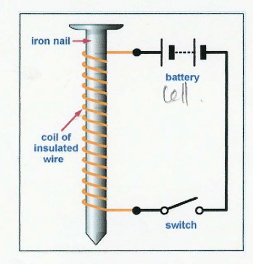 iron nail
battery
cell.
coil of
insulated
wire
switch